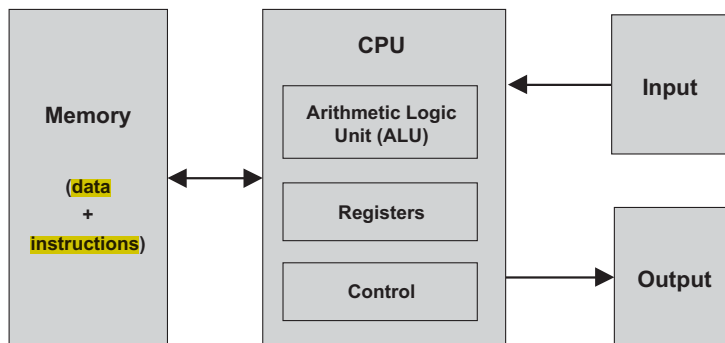 Memory
(data
+
instructions)
CPU
Arithmetic Logic
Unit (ALU)
Registers
Control
Input
Output